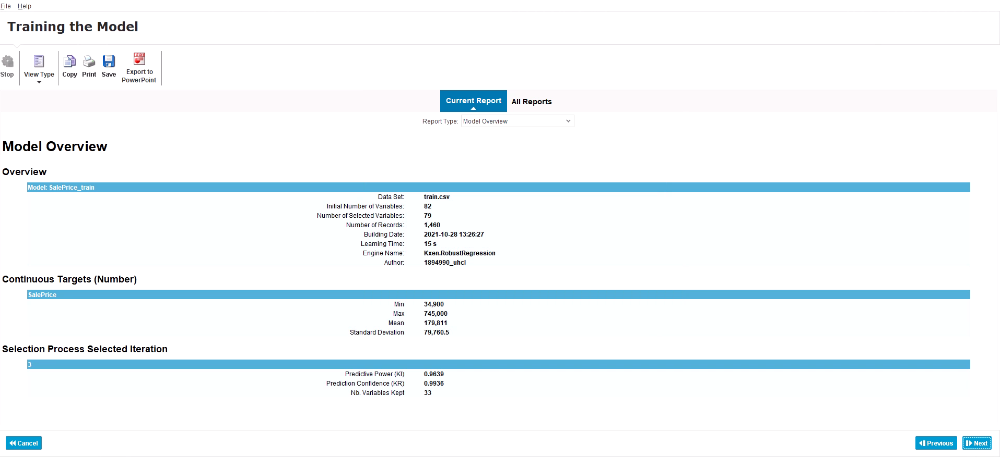 File Help
Training the Model
Stop View Type Copy Print Save Export to PowerPoint
Current Report All Reports
Report Type: Model Overview
Model Overview
Overview
Model: SalePrice_train
Data Set: train.csv
Initial Number of Variables: 82
Number of Selected Variables: 79
Number of Records: 1,460
Building Date: 2021-10-28 13:26:27
Learning Time: 15 s
Engine Name: Kxen.RobustRegression
Author: 1894990_uhcl
Continuous Targets (Number)
SalePrice
Min 34,900
Max 745,000
Mean 179,811
Standard Deviation 79,760.5
Selection Process Selected Iteration
3
Predictive Power (KI) 0.9639
Prediction Confidence (KR) 0.9936
Nb. Variables Kept 33
Cancel Previous Next